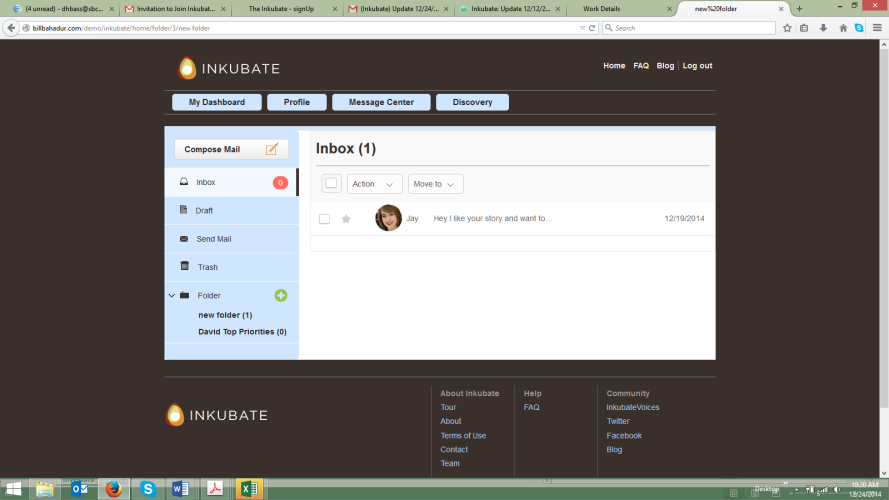 (4 unread) - dhbass@sbc...
Invitation to Join Inkubat...
The Inkubate - signUp
(Inkubate) Update 12/24/...
Inkubate: Update 12/12/2...
Work Details
new%20folder
billbahadur.com/demo/inkubate/home/folder/3/new folder
Search
INKUBATE
Home FAQ Blog Log out
My Dashboard Profile Message Center Discovery
Compose Mail
Inbox 0
Draft
Send Mail
Trash
Folder
new folder (1)
David Top Priorities (0)
Inbox (1)
Action Move to
Jay Hey I like your story and want to... 12/19/2014
INKUBATE
About Inkubate
Tour
About
Terms of Use
Contact
Team
Help
FAQ
Community
InkubateVoices
Twitter
Facebook
Blog
Desktop
10:20 AM
12/24/2014